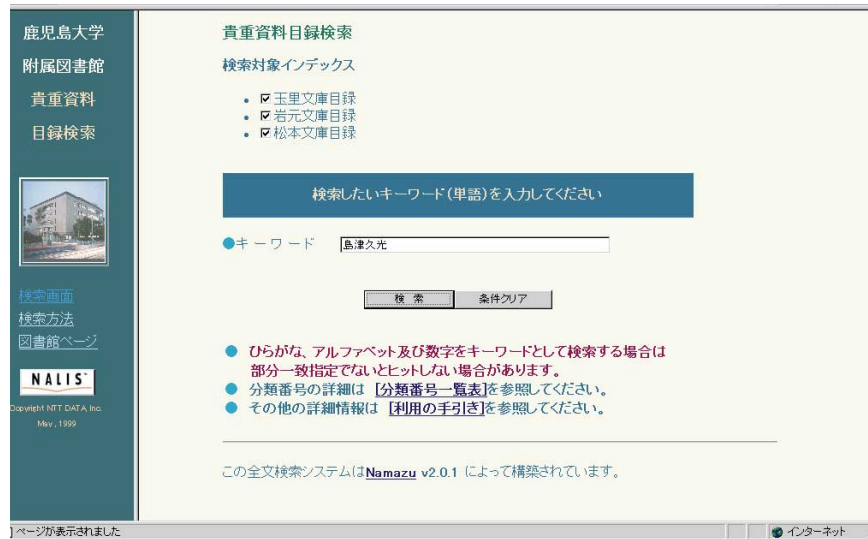 鹿児島大学
附属図書館
貴重資料
目録検索
検索画面
検索方法
図書館ページ
NALIS
Copyright NTT DATA, Inc.
May , 1999
貴重資料目録検索
検索対象インデックス
玉里文庫目録
岩元文庫目録
松本文庫目録
検索したいキーワード(単語)を入力してください
●キーワード 島津久光
検 索 条件クリア
● ひらがな、アルファベット及び数字をキーワードとして検索する場合は
部分一致指定でないとヒットしない場合があります。
● 分類番号の詳細は [分類番号一覧表]を参照してください。
● その他の詳細情報は [利用の手引き]を参照してください。
この全文検索システムはNamazu v2.0.1 によって構築されています。
ページが表示されました インターネット